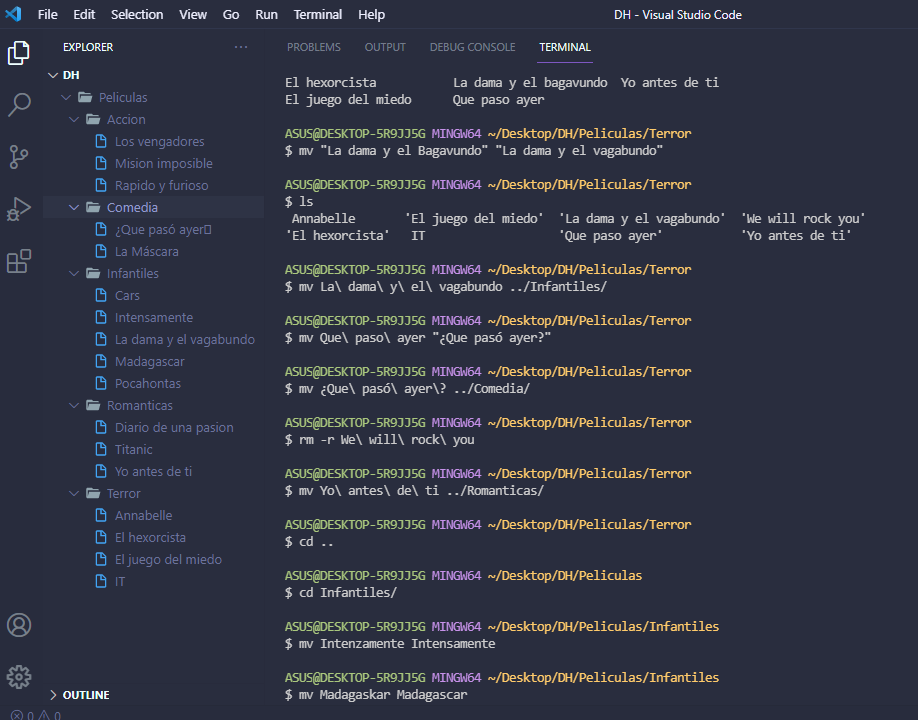 File Edit Selection View Go Run Terminal Help DH - Visual Studio Code
EXPLORER ...
DH
Peliculas
Accion
Los vengadores
Mision imposible
Rapido y furioso
Comedia
¿Que pasó ayer
La Máscara
Infantiles
Cars
Intensamente
La dama y el vagabundo
Madagascar
Pocahontas
Romanticas
Diario de una pasion
Titanic
Yo antes de ti
Terror
Annabelle
El hexorcista
El juego del miedo
IT
OUTLINE
0 0
PROBLEMS OUTPUT DEBUG CONSOLE TERMINAL
El hexorcista La dama y el bagavundo Yo antes de ti
El juego del miedo Que paso ayer
ASUS@DESKTOP-5R9JJ5G MINGW64 ~/Desktop/DH/Peliculas/Terror
$ mv "La dama y el Bagavundo" "La dama y el vagabundo"
ASUS@DESKTOP-5R9JJ5G MINGW64 ~/Desktop/DH/Peliculas/Terror
$ ls
Annabelle 'El juego del miedo' 'La dama y el vagabundo' 'We will rock you'
'El hexorcista' IT 'Que paso ayer' 'Yo antes de ti'
ASUS@DESKTOP-5R9JJ5G MINGW64 ~/Desktop/DH/Peliculas/Terror
$ mv La\ dama\ y\ el\ vagabundo ../Infantiles/
ASUS@DESKTOP-5R9JJ5G MINGW64 ~/Desktop/DH/Peliculas/Terror
$ mv Que\ paso\ ayer "¿Que pasó ayer?"
ASUS@DESKTOP-5R9JJ5G MINGW64 ~/Desktop/DH/Peliculas/Terror
$ mv ¿Que\ pasó\ ayer\? ../Comedia/
ASUS@DESKTOP-5R9JJ5G MINGW64 ~/Desktop/DH/Peliculas/Terror
$ rm -r We\ will\ rock\ you
ASUS@DESKTOP-5R9JJ5G MINGW64 ~/Desktop/DH/Peliculas/Terror
$ mv Yo\ antes\ de\ ti ../Romanticas/
ASUS@DESKTOP-5R9JJ5G MINGW64 ~/Desktop/DH/Peliculas/Terror
$ cd ..
ASUS@DESKTOP-5R9JJ5G MINGW64 ~/Desktop/DH/Peliculas
$ cd Infantiles/
ASUS@DESKTOP-5R9JJ5G MINGW64 ~/Desktop/DH/Peliculas/Infantiles
$ mv Intenzamente Intensamente
ASUS@DESKTOP-5R9JJ5G MINGW64 ~/Desktop/DH/Peliculas/Infantiles
$ mv Madagaskar Madagascar